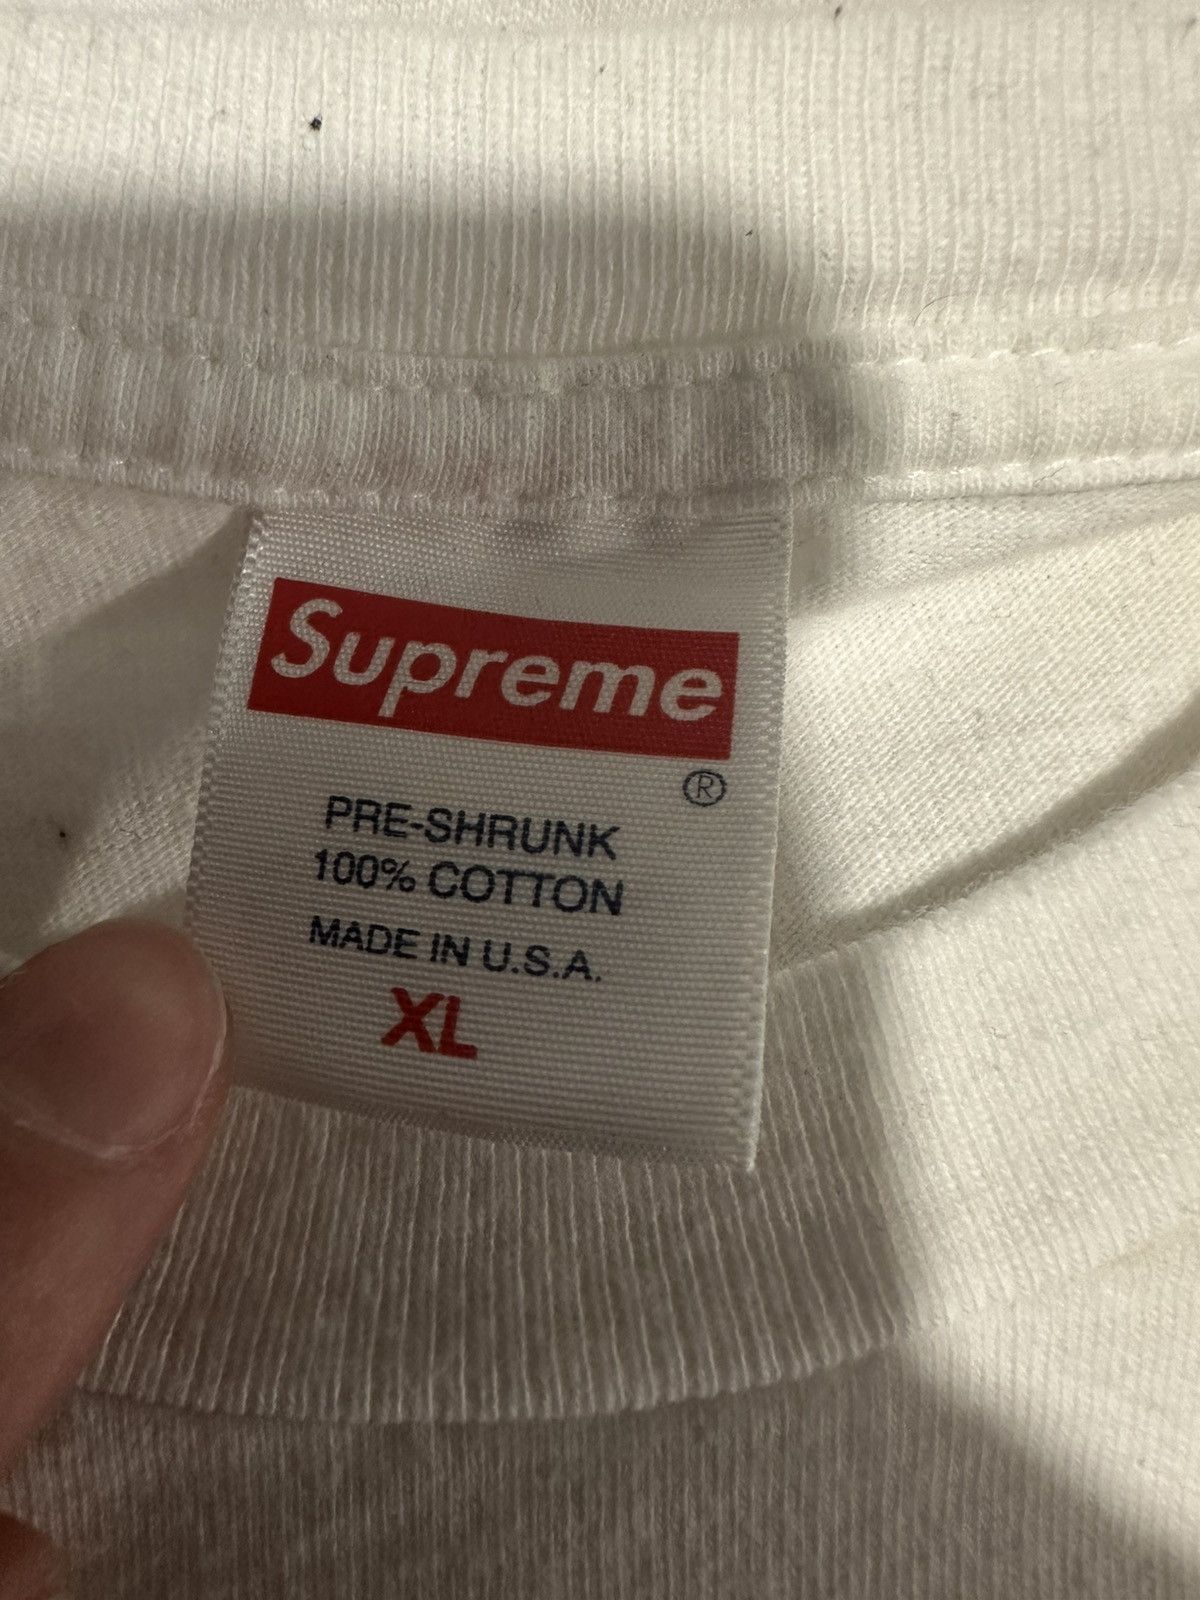 Supreme
®
PRE-SHRUNK
100% COTTON
MADE IN U.S.A.
XL